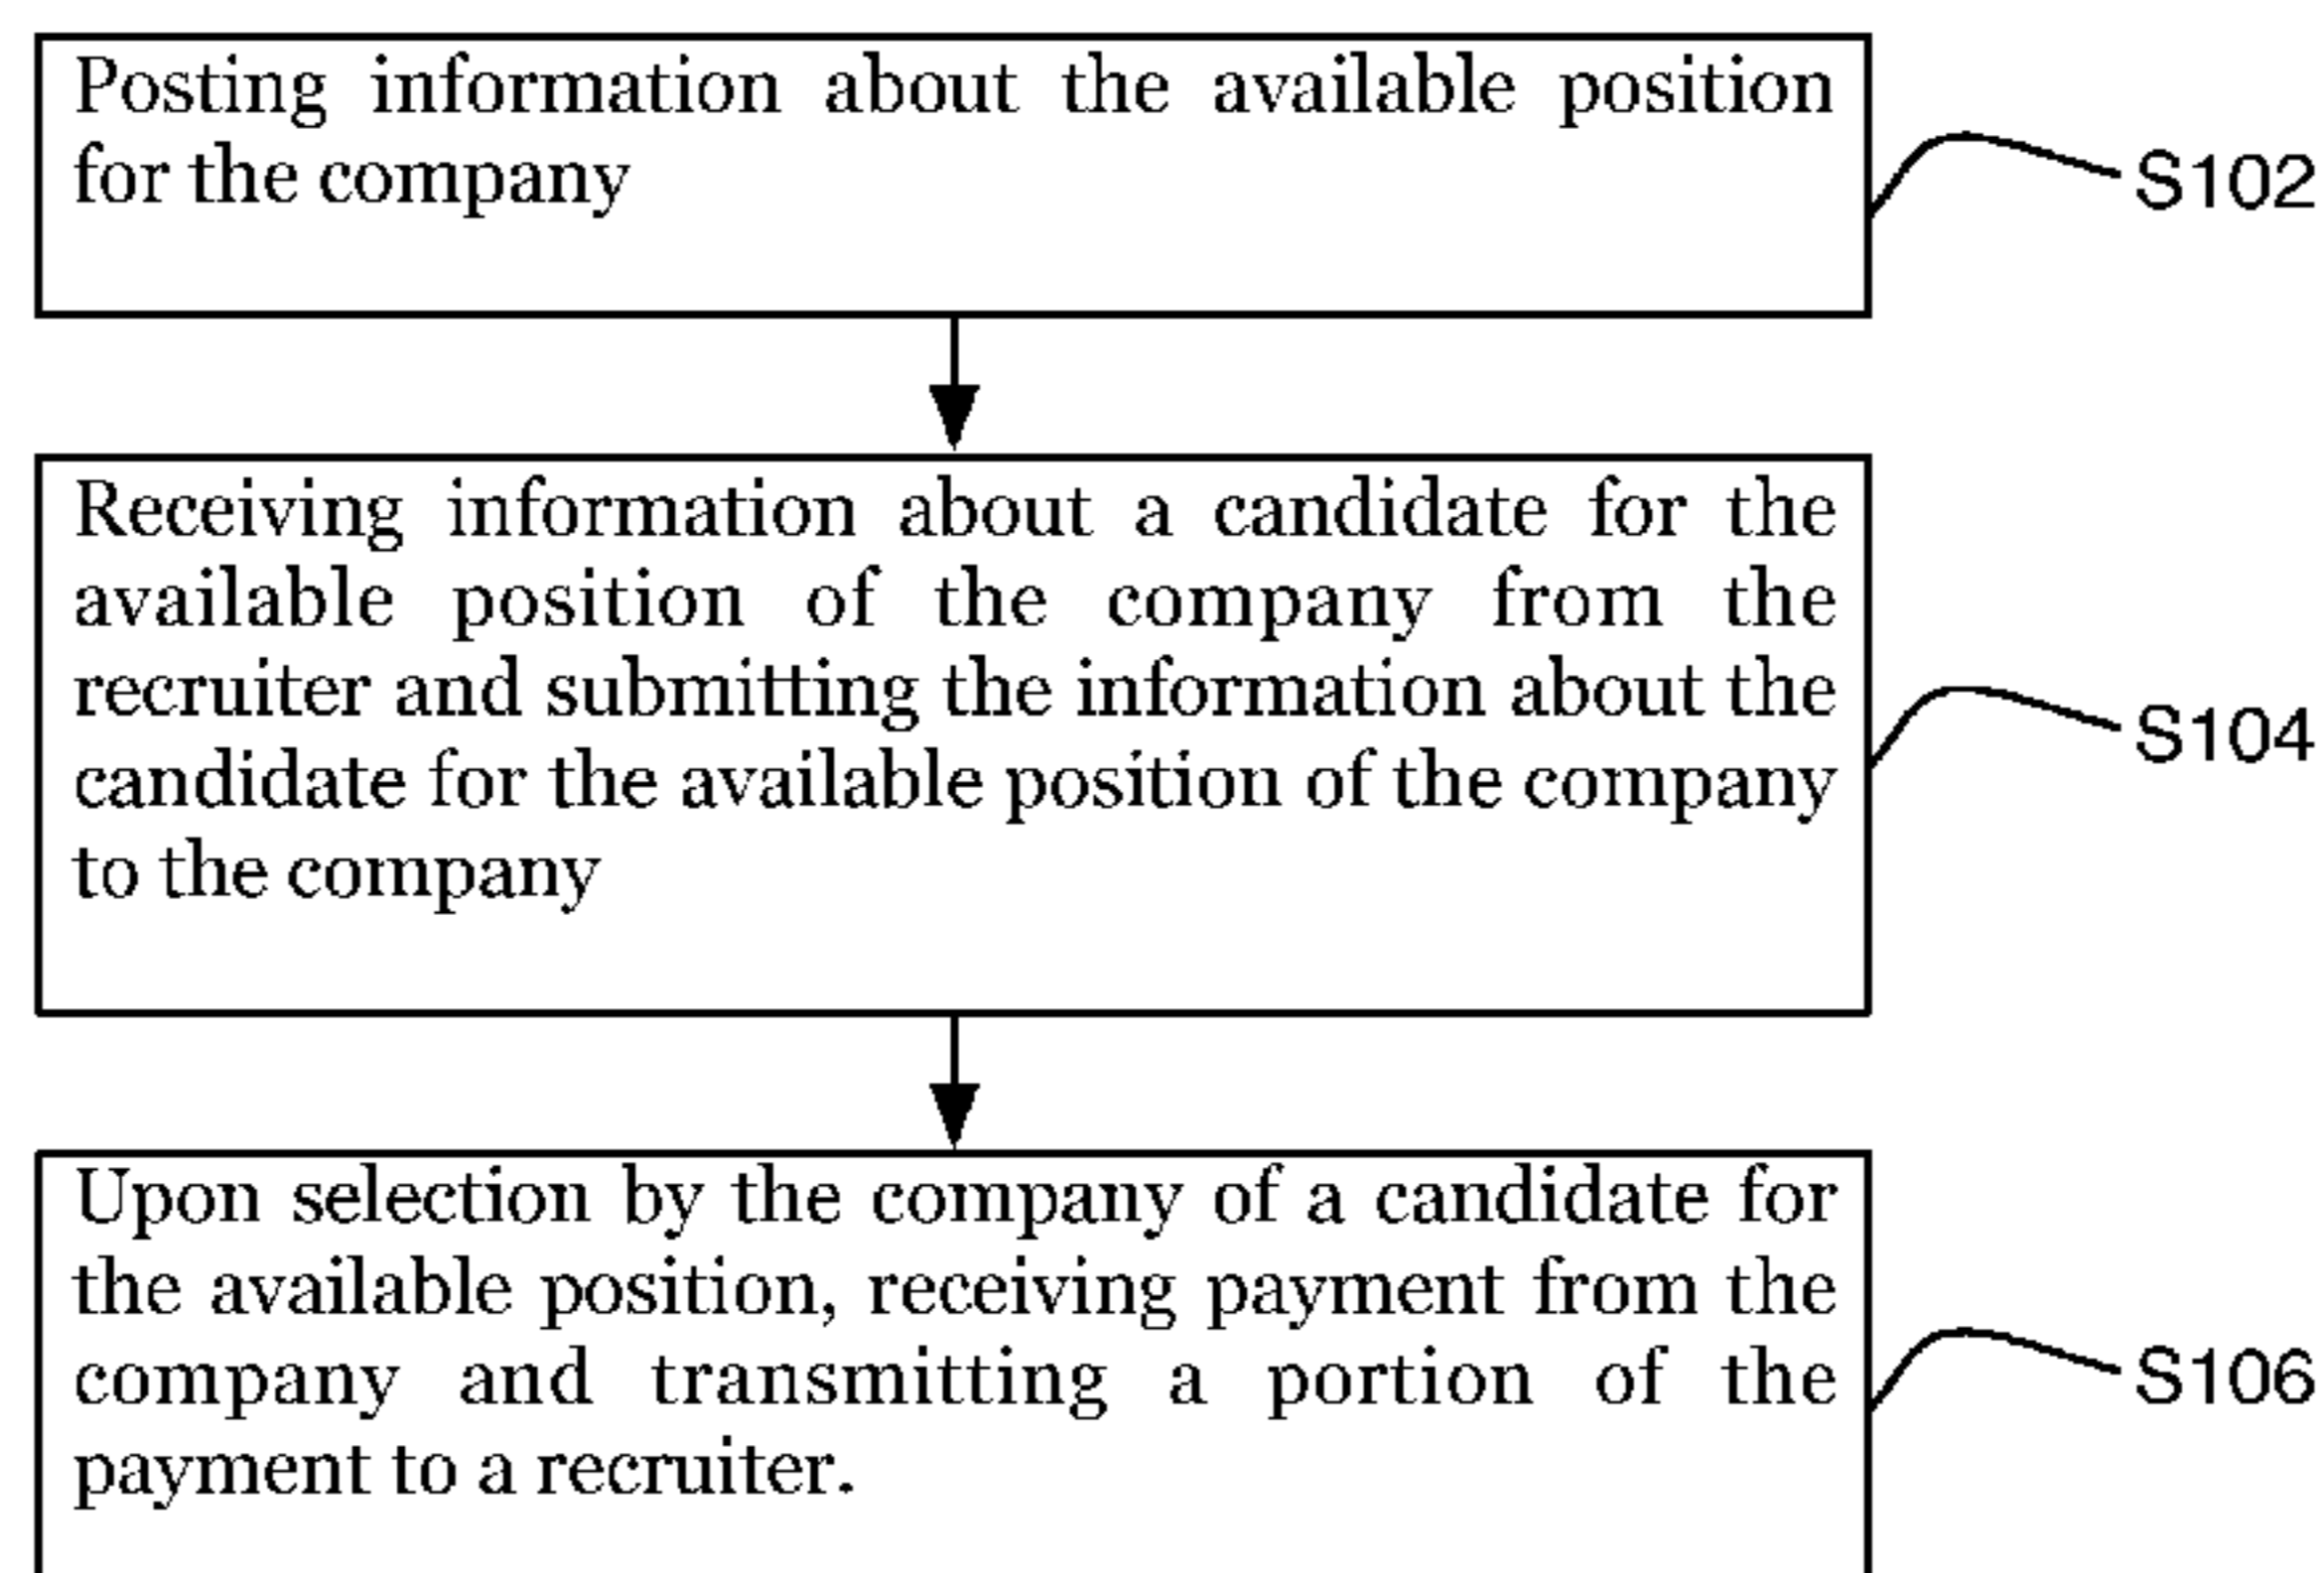 Posting information about the available position
for the company
S102
Receiving information about a candidate for the
available position of the company from the
recruiter and submitting the information about the
candidate for the available position of the company
to the company
S104
Upon selection by the company of a candidate for
the available position, receiving payment from the
company and transmitting a portion of the
payment to a recruiter.
S106